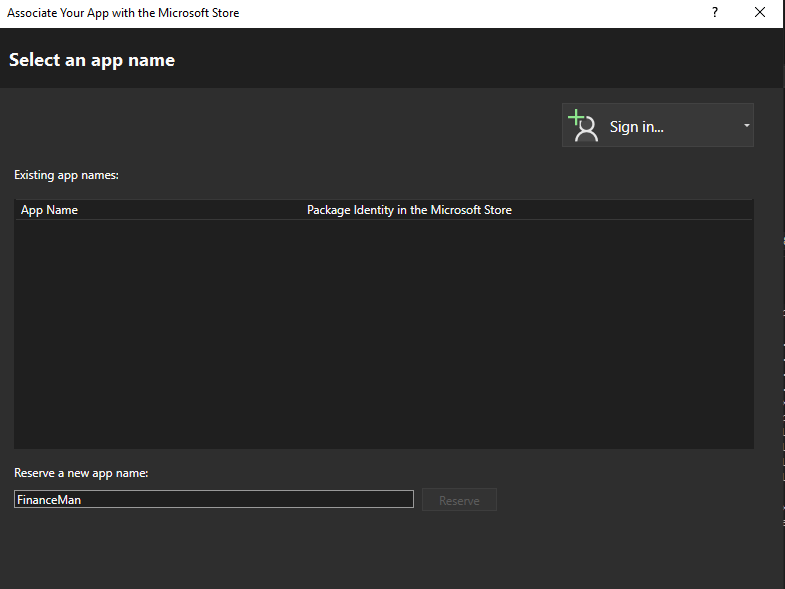 Associate Your App with the Microsoft Store
?
Select an app name
Sign in...
Existing app names:
App Name
Package Identity in the Microsoft Store
Reserve a new app name:
FinanceMan
Reserve